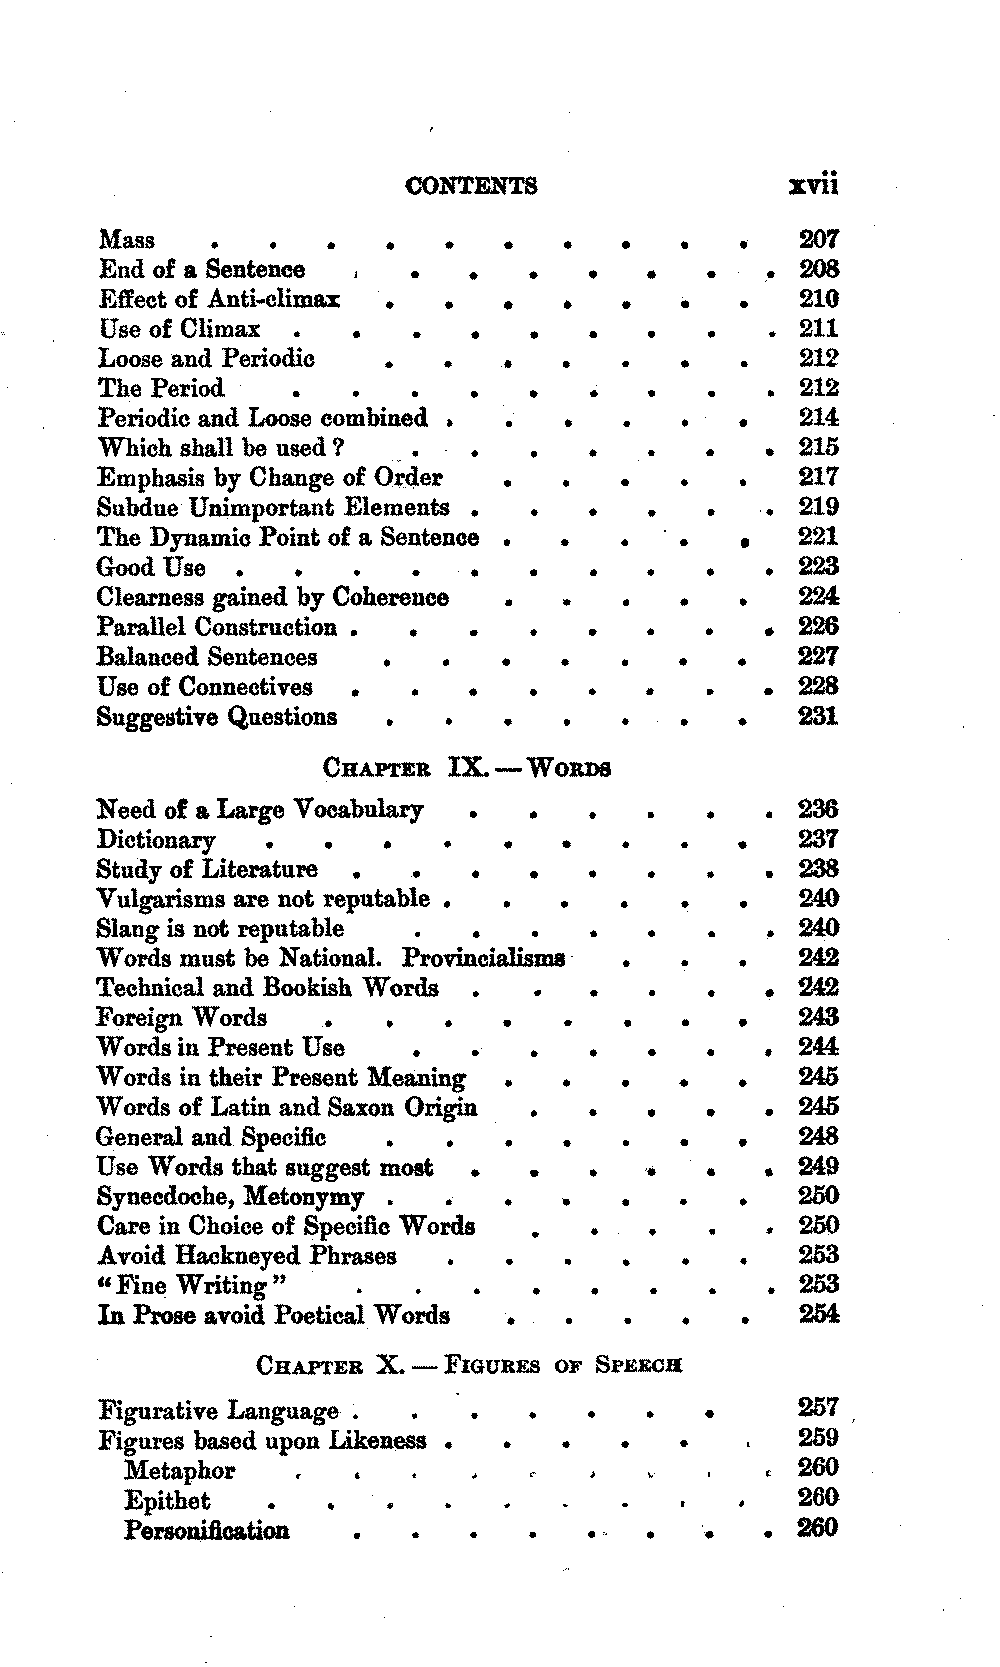 CONTENTS xvii
Mass . . . . . . . . . . 207
End of a Sentence . . . . . . . . 208
Effect of Anti-climax . . . . . . . 210
Use of Climax . . . . . . . . . 211
Loose and Periodic . . . . . . . 212
The Period . . . . . . . . . 212
Periodic and Loose combined . . . . . . 214
Which shall be used? . . . . . . . 215
Emphasis by Change of Order . . . . . 217
Subdue Unimportant Elements . . . . . . 219
The Dynamic Point of a Sentence . . . . . 221
Good Use . . . . . . . . . . 223
Clearness gained by Coherence . . . . . 224
Parallel Construction . . . . . . . . 226
Balanced Sentences . . . . . . . 227
Use of Connectives . . . . . . . . 228
Suggestive Questions . . . . . . . 231
CHAPTER IX. — WORDS
Need of a Large Vocabulary . . . . . . 236
Dictionary . . . . . . . . . 237
Study of Literature . . . . . . . . 238
Vulgarisms are not reputable . . . . . . 240
Slang is not reputable . . . . . . . 240
Words must be National. Provincialisms . . . 242
Technical and Bookish Words . . . . . . 242
Foreign Words . . . . . . . . 243
Words in Present Use . . . . . . . 244
Words in their Present Meaning . . . . . 245
Words of Latin and Saxon Origin . . . . . 245
General and Specific . . . . . . . 248
Use Words that suggest most . . . . . . 249
Synecdoche, Metonymy . . . . . . . 250
Care in Choice of Specific Words . . . . . 250
Avoid Hackneyed Phrases . . . . . . 253
"Fine Writing" . . . . . . . . 253
In Prose avoid Poetical Words . . . . . 254
CHAPTER X. — FIGURES OF SPEECH
Figurative Language . . . . . . . 257
Figures based upon Likeness . . . . . . 259
Metaphor . . . . . . . . . 260
Epithet . . . . . . . . . 260
Personification . . . . . . . . 260